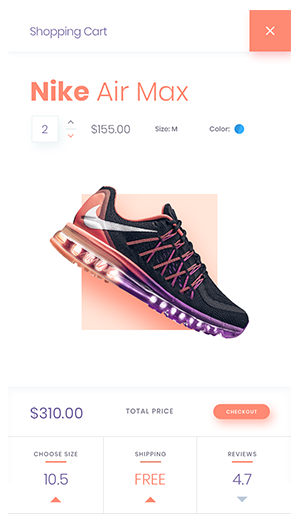 Shopping Cart
Nike Air Max
2 $155.00 Size: M Color:
$310.00 TOTAL PRICE CHECKOUT
CHOOSE SIZE SHIPPING REVIEWS
10.5 FREE 4.7